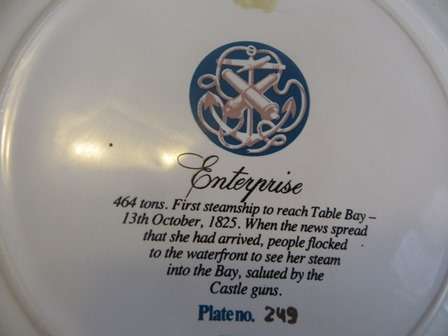 Enterprise
464 tons. First steamship to reach Table Bay –
13th October, 1825. When the news spread
that she had arrived, people flocked
to the waterfront to see her steam
into the Bay, saluted by the
Castle guns.
Plate no. 249